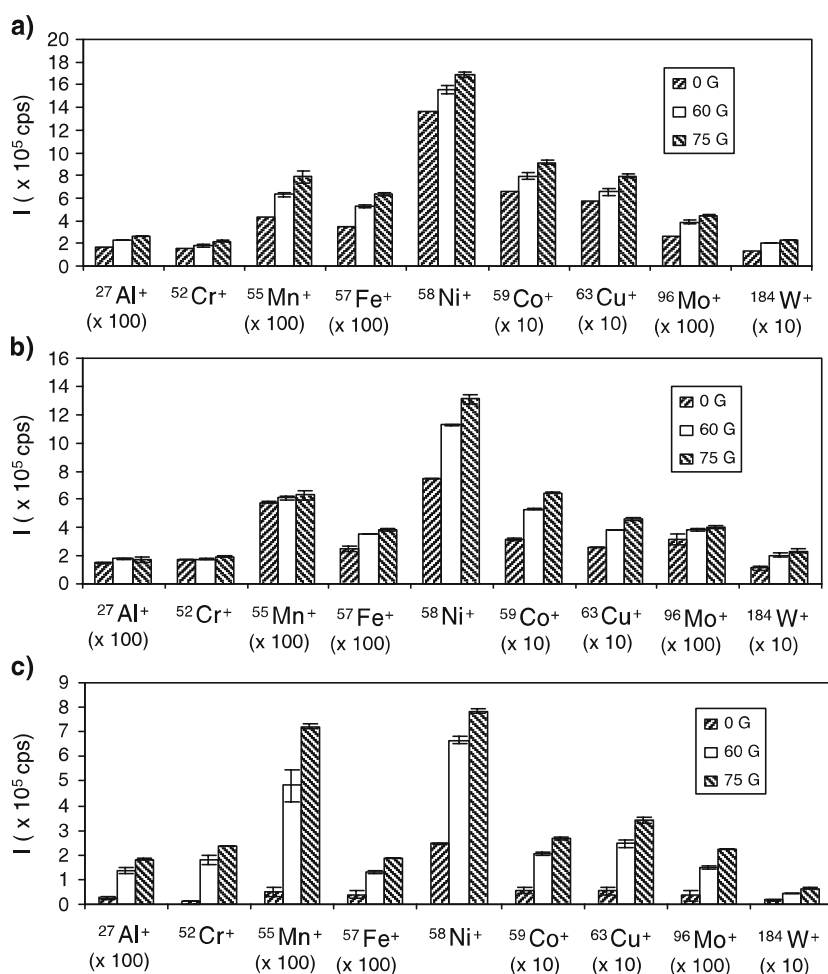 a)
I ( x 10⁵ cps)
20
18
16
14
12
10
8
6
4
2
0
0 G
60 G
75 G
²⁷Al⁺ ⁵²Cr⁺ ⁵⁵Mn⁺ ⁵⁷Fe⁺ ⁵⁸Ni⁺ ⁵⁹Co⁺ ⁶³Cu⁺ ⁹⁶Mo⁺ ¹⁸⁴W⁺
(x 100) (x 100) (x 100) (x 10) (x 10) (x 100) (x 10)
b)
I ( x 10⁵ cps)
16
14
12
10
8
6
4
2
0
0 G
60 G
75 G
²⁷Al⁺ ⁵²Cr⁺ ⁵⁵Mn⁺ ⁵⁷Fe⁺ ⁵⁸Ni⁺ ⁵⁹Co⁺ ⁶³Cu⁺ ⁹⁶Mo⁺ ¹⁸⁴W⁺
(x 100) (x 100) (x 100) (x 10) (x 10) (x 100) (x 10)
c)
I ( x 10⁵ cps)
9
8
7
6
5
4
3
2
1
0
0 G
60 G
75 G
²⁷Al⁺ ⁵²Cr⁺ ⁵⁵Mn⁺ ⁵⁷Fe⁺ ⁵⁸Ni⁺ ⁵⁹Co⁺ ⁶³Cu⁺ ⁹⁶Mo⁺ ¹⁸⁴W⁺
(x 100) (x 100) (x 100) (x 10) (x 10) (x 100) (x 10)